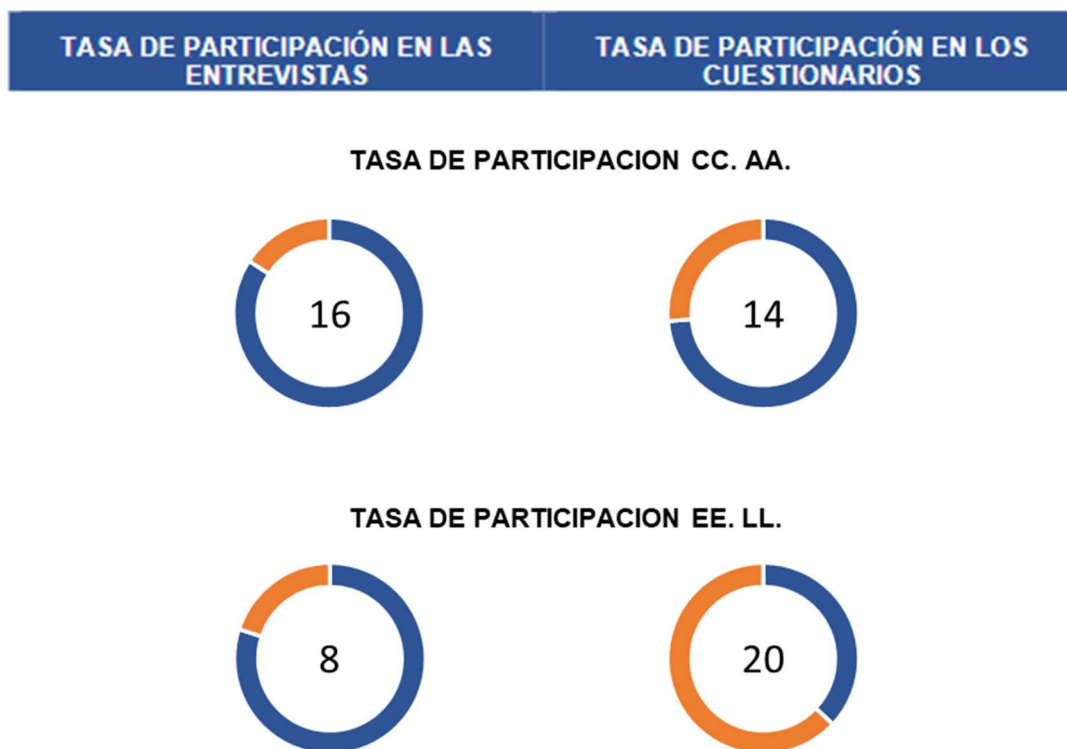 TASA DE PARTICIPACIÓN EN LAS
ENTREVISTAS
TASA DE PARTICIPACIÓN EN LOS
CUESTIONARIOS
TASA DE PARTICIPACION CC. AA.
16
14
TASA DE PARTICIPACION EE. LL.
8
20